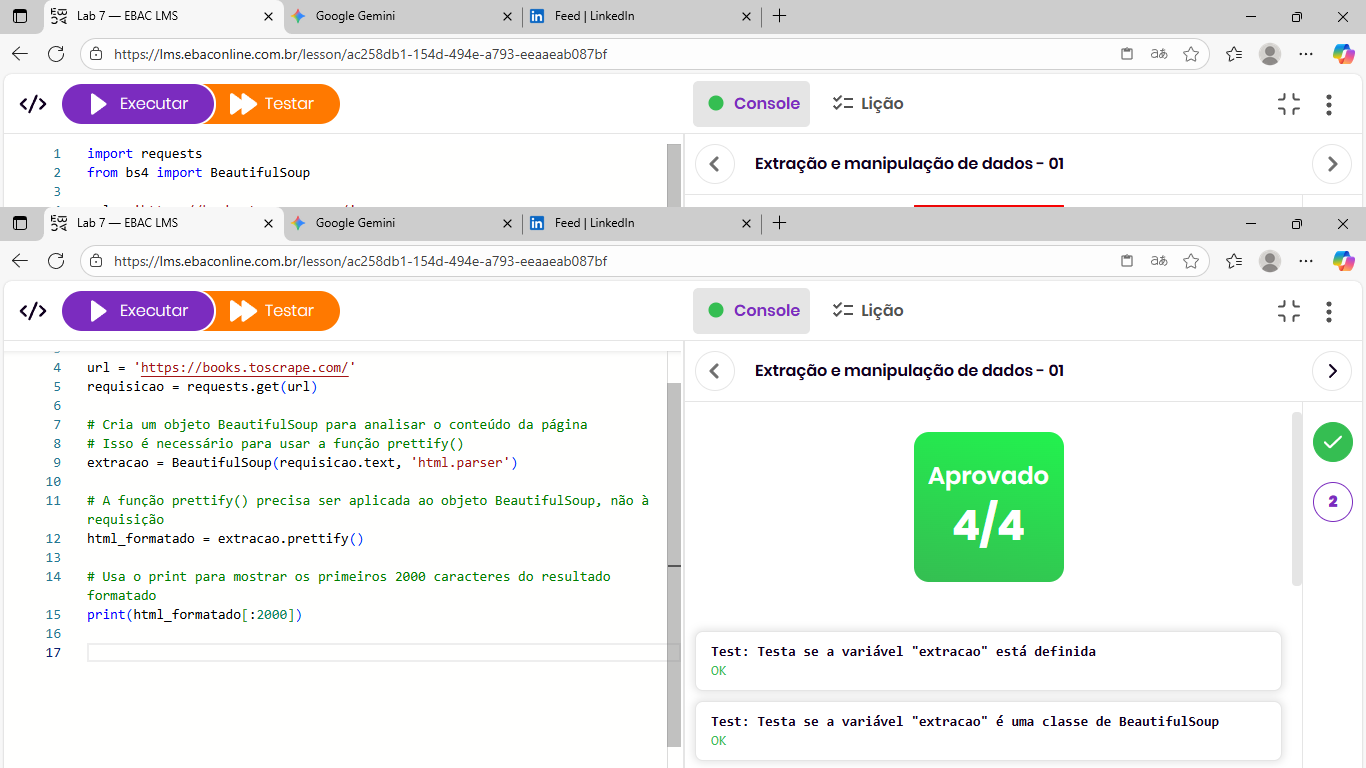 Lab 7 — EBAC LMS
Google Gemini
Feed | LinkedIn
https://lms.ebaconline.com.br/lesson/ac258db1-154d-494e-a793-eeaaeab087bf
</> Executar Testar
Console
Lição
1 import requests
2 from bs4 import BeautifulSoup
3
Extração e manipulação de dados - 01
Lab 7 — EBAC LMS
Google Gemini
Feed | LinkedIn
https://lms.ebaconline.com.br/lesson/ac258db1-154d-494e-a793-eeaaeab087bf
</> Executar Testar
Console
Lição
4 url = 'https://books.toscrape.com/'
5 requisicao = requests.get(url)
6
7 # Cria um objeto BeautifulSoup para analisar o conteúdo da página
8 # Isso é necessário para usar a função prettify()
9 extracao = BeautifulSoup(requisicao.text, 'html.parser')
10
11 # A função prettify() precisa ser aplicada ao objeto BeautifulSoup, não à
requisição
12 html_formatado = extracao.prettify()
13
14 # Usa o print para mostrar os primeiros 2000 caracteres do resultado
formatado
15 print(html_formatado[:2000])
16
17
Extração e manipulação de dados - 01
Aprovado
4/4
2
Test: Testa se a variável "extracao" está definida
OK
Test: Testa se a variável "extracao" é uma classe de BeautifulSoup
OK